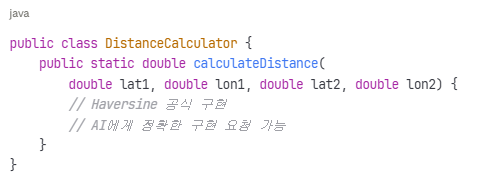 java
public class DistanceCalculator {
    public static double calculateDistance(
        double lat1, double lon1, double lat2, double lon2) {
        // Haversine 공식 구현
        // AI에게 정확한 구현 요청 가능
    }
}